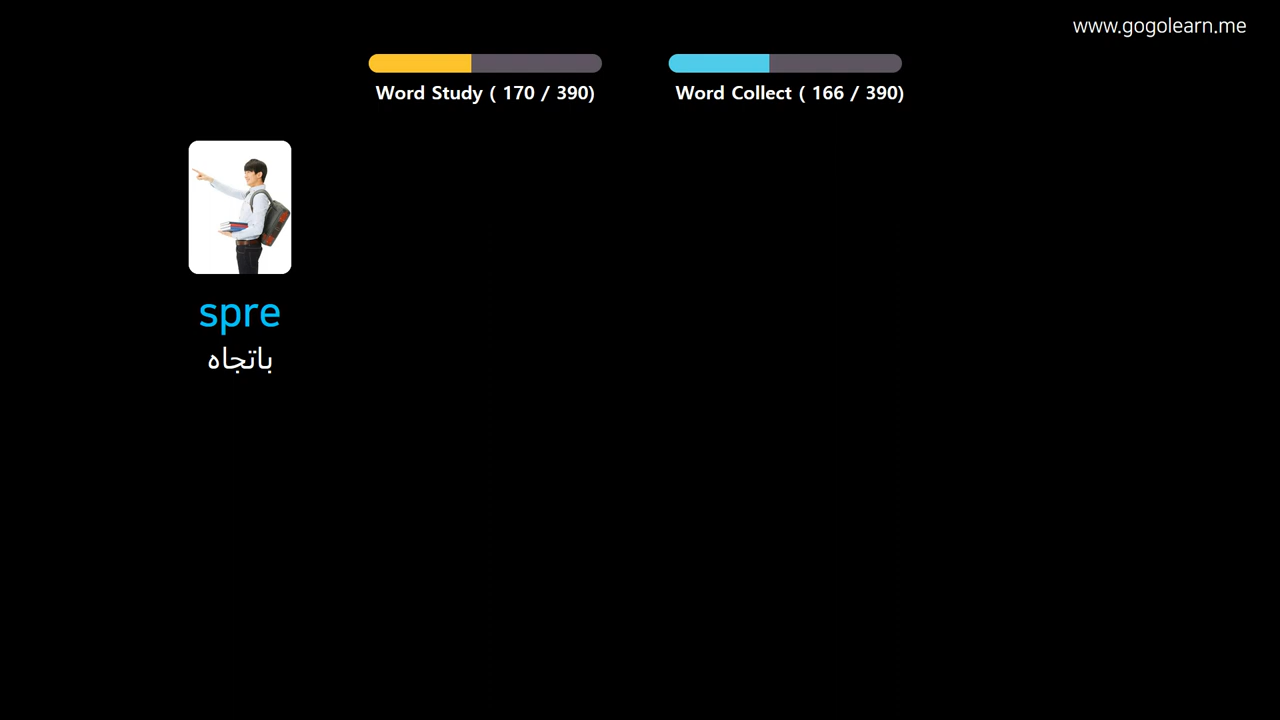 www.gogolearn.me
Word Study ( 170 / 390)
Word Collect ( 166 / 390)
spre
باتجاه